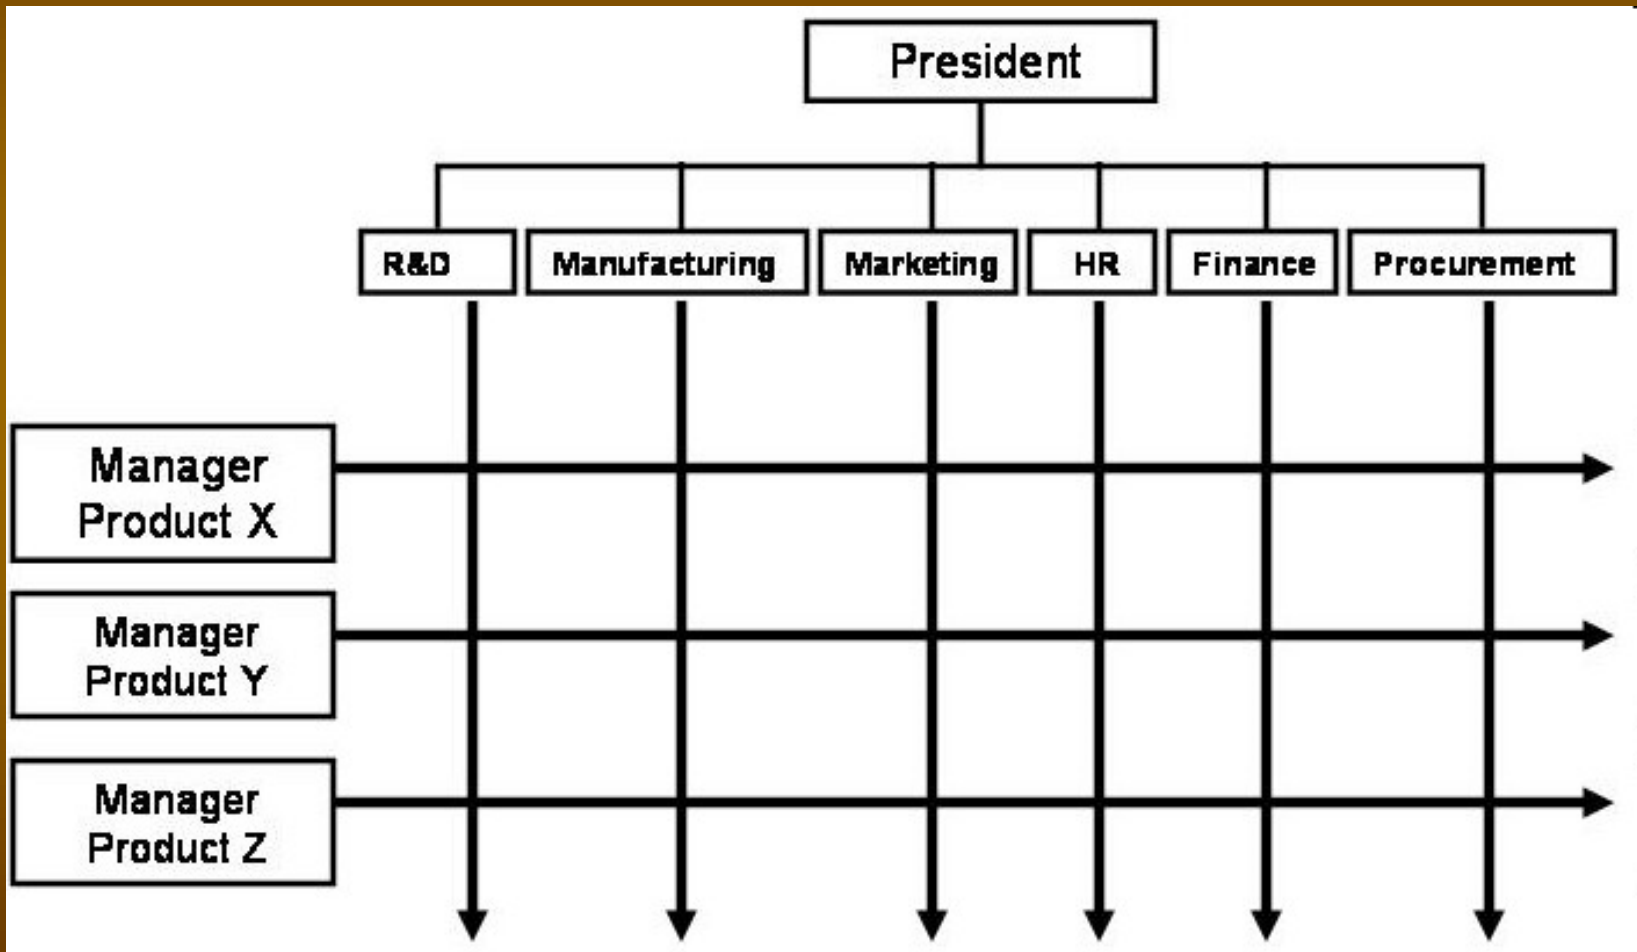 President
R&D
Manufacturing
Marketing
HR
Finance
Procurement
Manager
Product X
Manager
Product Y
Manager
Product Z